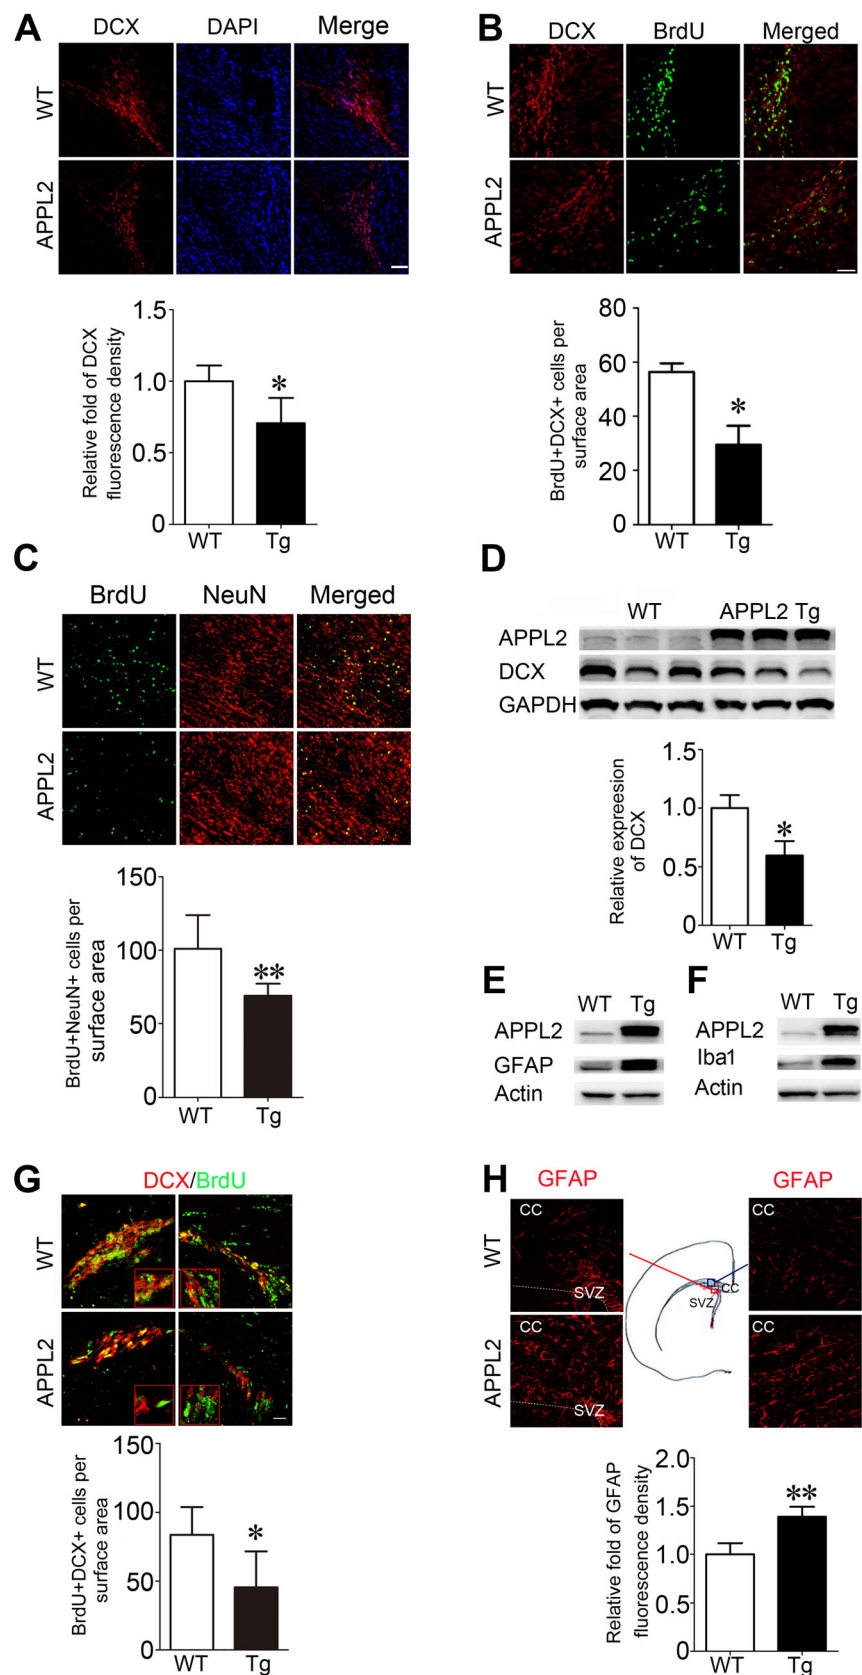 A
DCX DAPI Merge
WT
APPL2
Relative fold of DCX
fluorescence density
1.5
1.0
0.5
0
*
WT Tg
B
DCX BrdU Merged
WT
APPL2
BrdU+DCX+ cells per
surface area
80
60
40
20
0
*
WT Tg
C
BrdU NeuN Merged
WT
APPL2
BrdU+NeuN+ cells per
surface area
150
100
50
0
**
WT Tg
D
WT APPL2 Tg
APPL2
DCX
GAPDH
Relative expreesion
of DCX
1.5
1.0
0.5
0
*
WT Tg
E
WT Tg
APPL2
GFAP
Actin
F
WT Tg
APPL2
Iba1
Actin
G
DCX/BrdU
WT
APPL2
BrdU+DCX+ cells per
surface area
150
100
50
0
*
WT Tg
H
GFAP GFAP
WT
CC
SVZ
CC
APPL2
CC
SVZ
CC
CC
SVZ
Relative fold of GFAP
fluorescence density
2.0
1.5
1.0
0.5
0
**
WT Tg